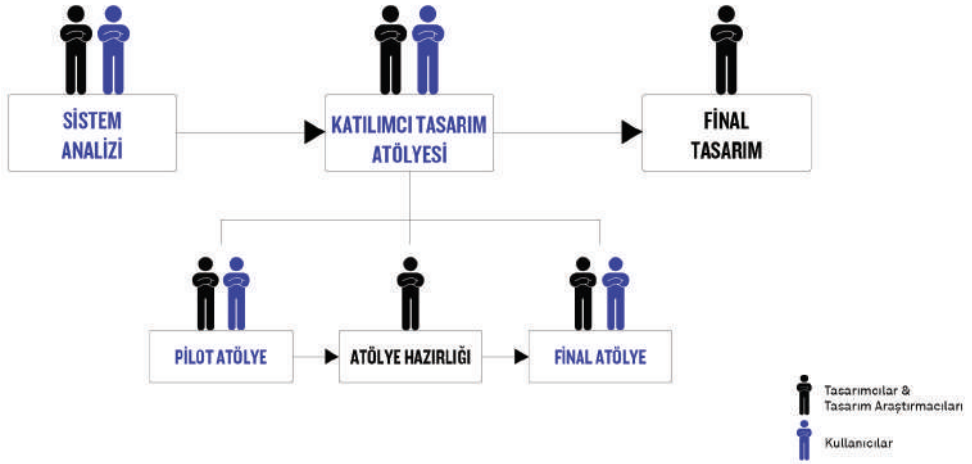 SİSTEM
ANALİZİ
KATILIMCI TASARIM
ATÖLYESİ
FİNAL
TASARIM
PİLOT ATÖLYE
ATÖLYE HAZIRLIĞI
FİNAL ATÖLYE
Tasarımcılar &
Tasarım Araştırmacıları
Kullanıcılar